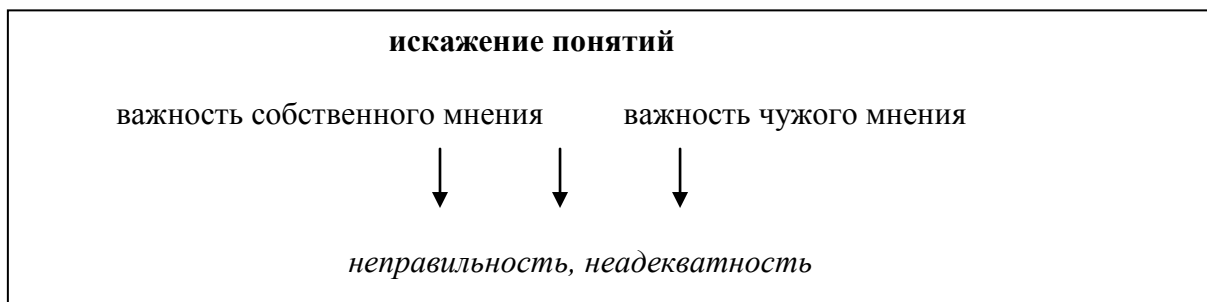 искажение понятий
важность собственного мнения важность чужого мнения
неправильность, неадекватность